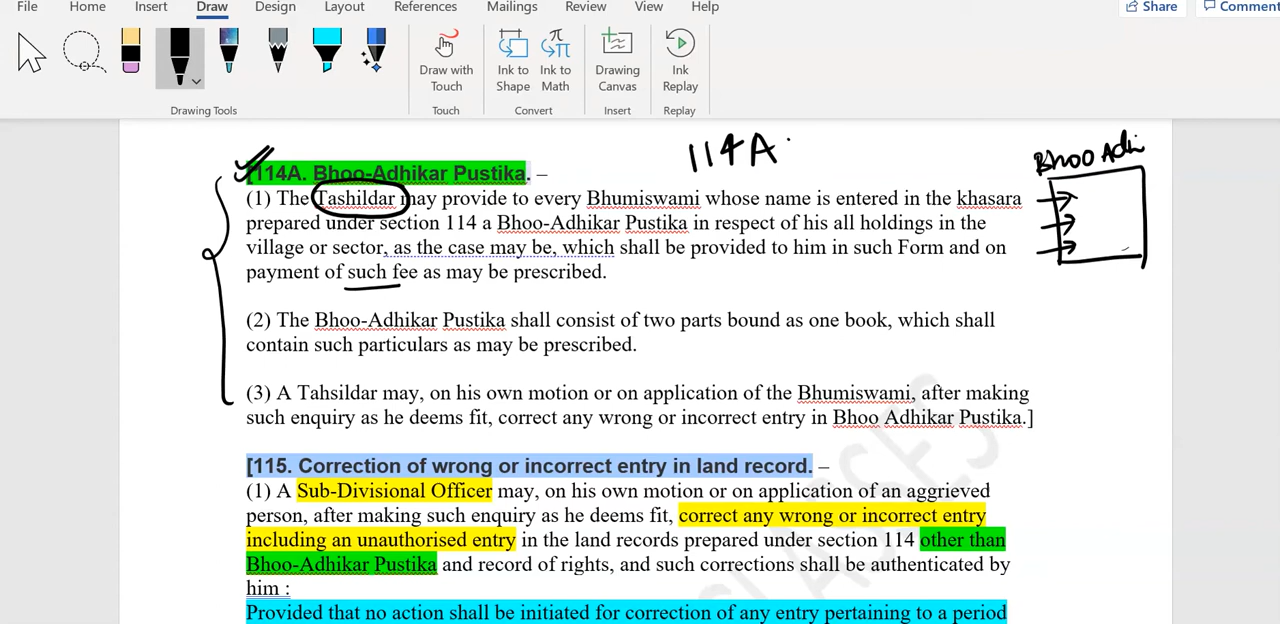 File Home Insert Draw Design Layout References Mailings Review View Help Share Comment
Draw with Touch
Ink to Shape
Ink to Math
Drawing Canvas
Ink Replay
Drawing Tools Touch Convert Insert Replay
114A
Bhoo Adhi
[114A. Bhoo-Adhikar Pustika. –
(1) The Tashildar may provide to every Bhumiswami whose name is entered in the khasara
prepared under section 114 a Bhoo-Adhikar Pustika in respect of his all holdings in the
village or sector, as the case may be, which shall be provided to him in such Form and on
payment of such fee as may be prescribed.
(2) The Bhoo-Adhikar Pustika shall consist of two parts bound as one book, which shall
contain such particulars as may be prescribed.
(3) A Tahsildar may, on his own motion or on application of the Bhumiswami, after making
such enquiry as he deems fit, correct any wrong or incorrect entry in Bhoo Adhikar Pustika.]
[115. Correction of wrong or incorrect entry in land record. –
(1) A Sub-Divisional Officer may, on his own motion or on application of an aggrieved
person, after making such enquiry as he deems fit, correct any wrong or incorrect entry
including an unauthorised entry in the land records prepared under section 114 other than
Bhoo-Adhikar Pustika and record of rights, and such corrections shall be authenticated by
him :
Provided that no action shall be initiated for correction of any entry pertaining to a period
CLASSES